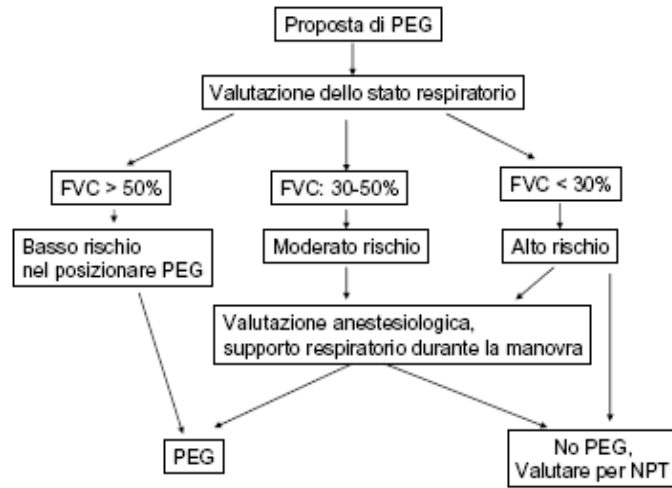 Proposta di PEG
Valutazione dello stato respiratorio
FVC > 50%
FVC: 30-50%
FVC < 30%
Basso rischio
nel posizionare PEG
Moderato rischio
Alto rischio
Valutazione anestesiologica,
supporto respiratorio durante la manovra
PEG
No PEG,
Valutare per NPT